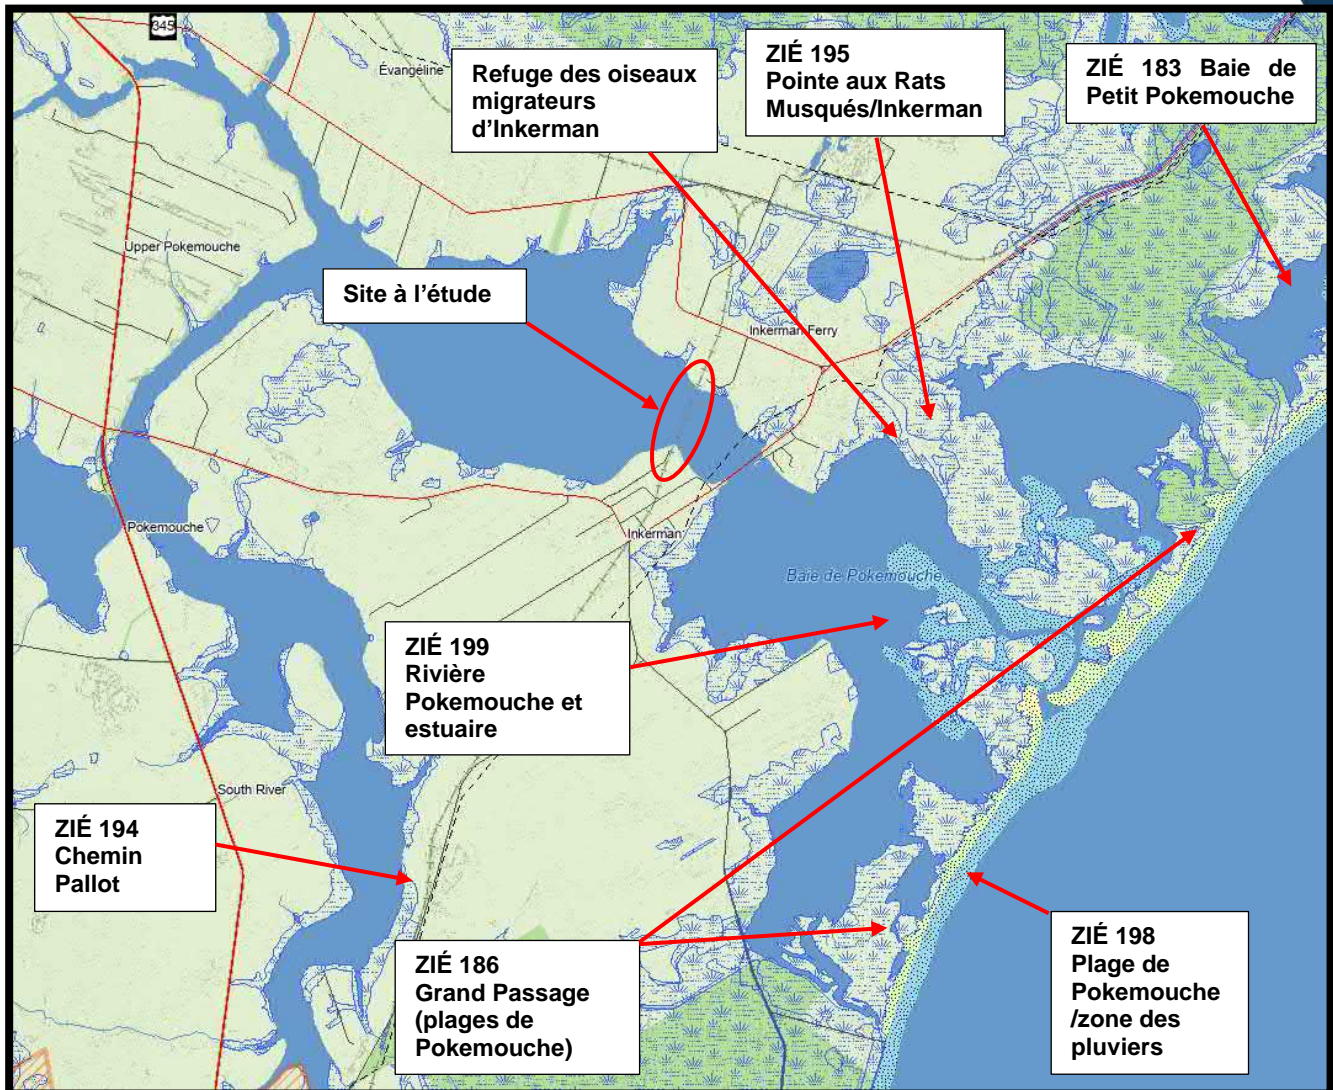 345
Évangéline
Refuge des oiseaux
migrateurs
d'Inkerman
ZIÉ 195
Pointe aux Rats
Musqués/Inkerman
ZIÉ 183 Baie de
Petit Pokemouche
Upper Pokemouche
Site à l'étude
Inkerman Ferry
Pokemouche
Inkerman
Baie de Pokemouche
ZIÉ 199
Rivière
Pokemouche et
estuaire
South River
ZIÉ 194
Chemin
Pallot
ZIÉ 186
Grand Passage
(plages de
Pokemouche)
ZIÉ 198
Plage de
Pokemouche
/zone des
pluviers